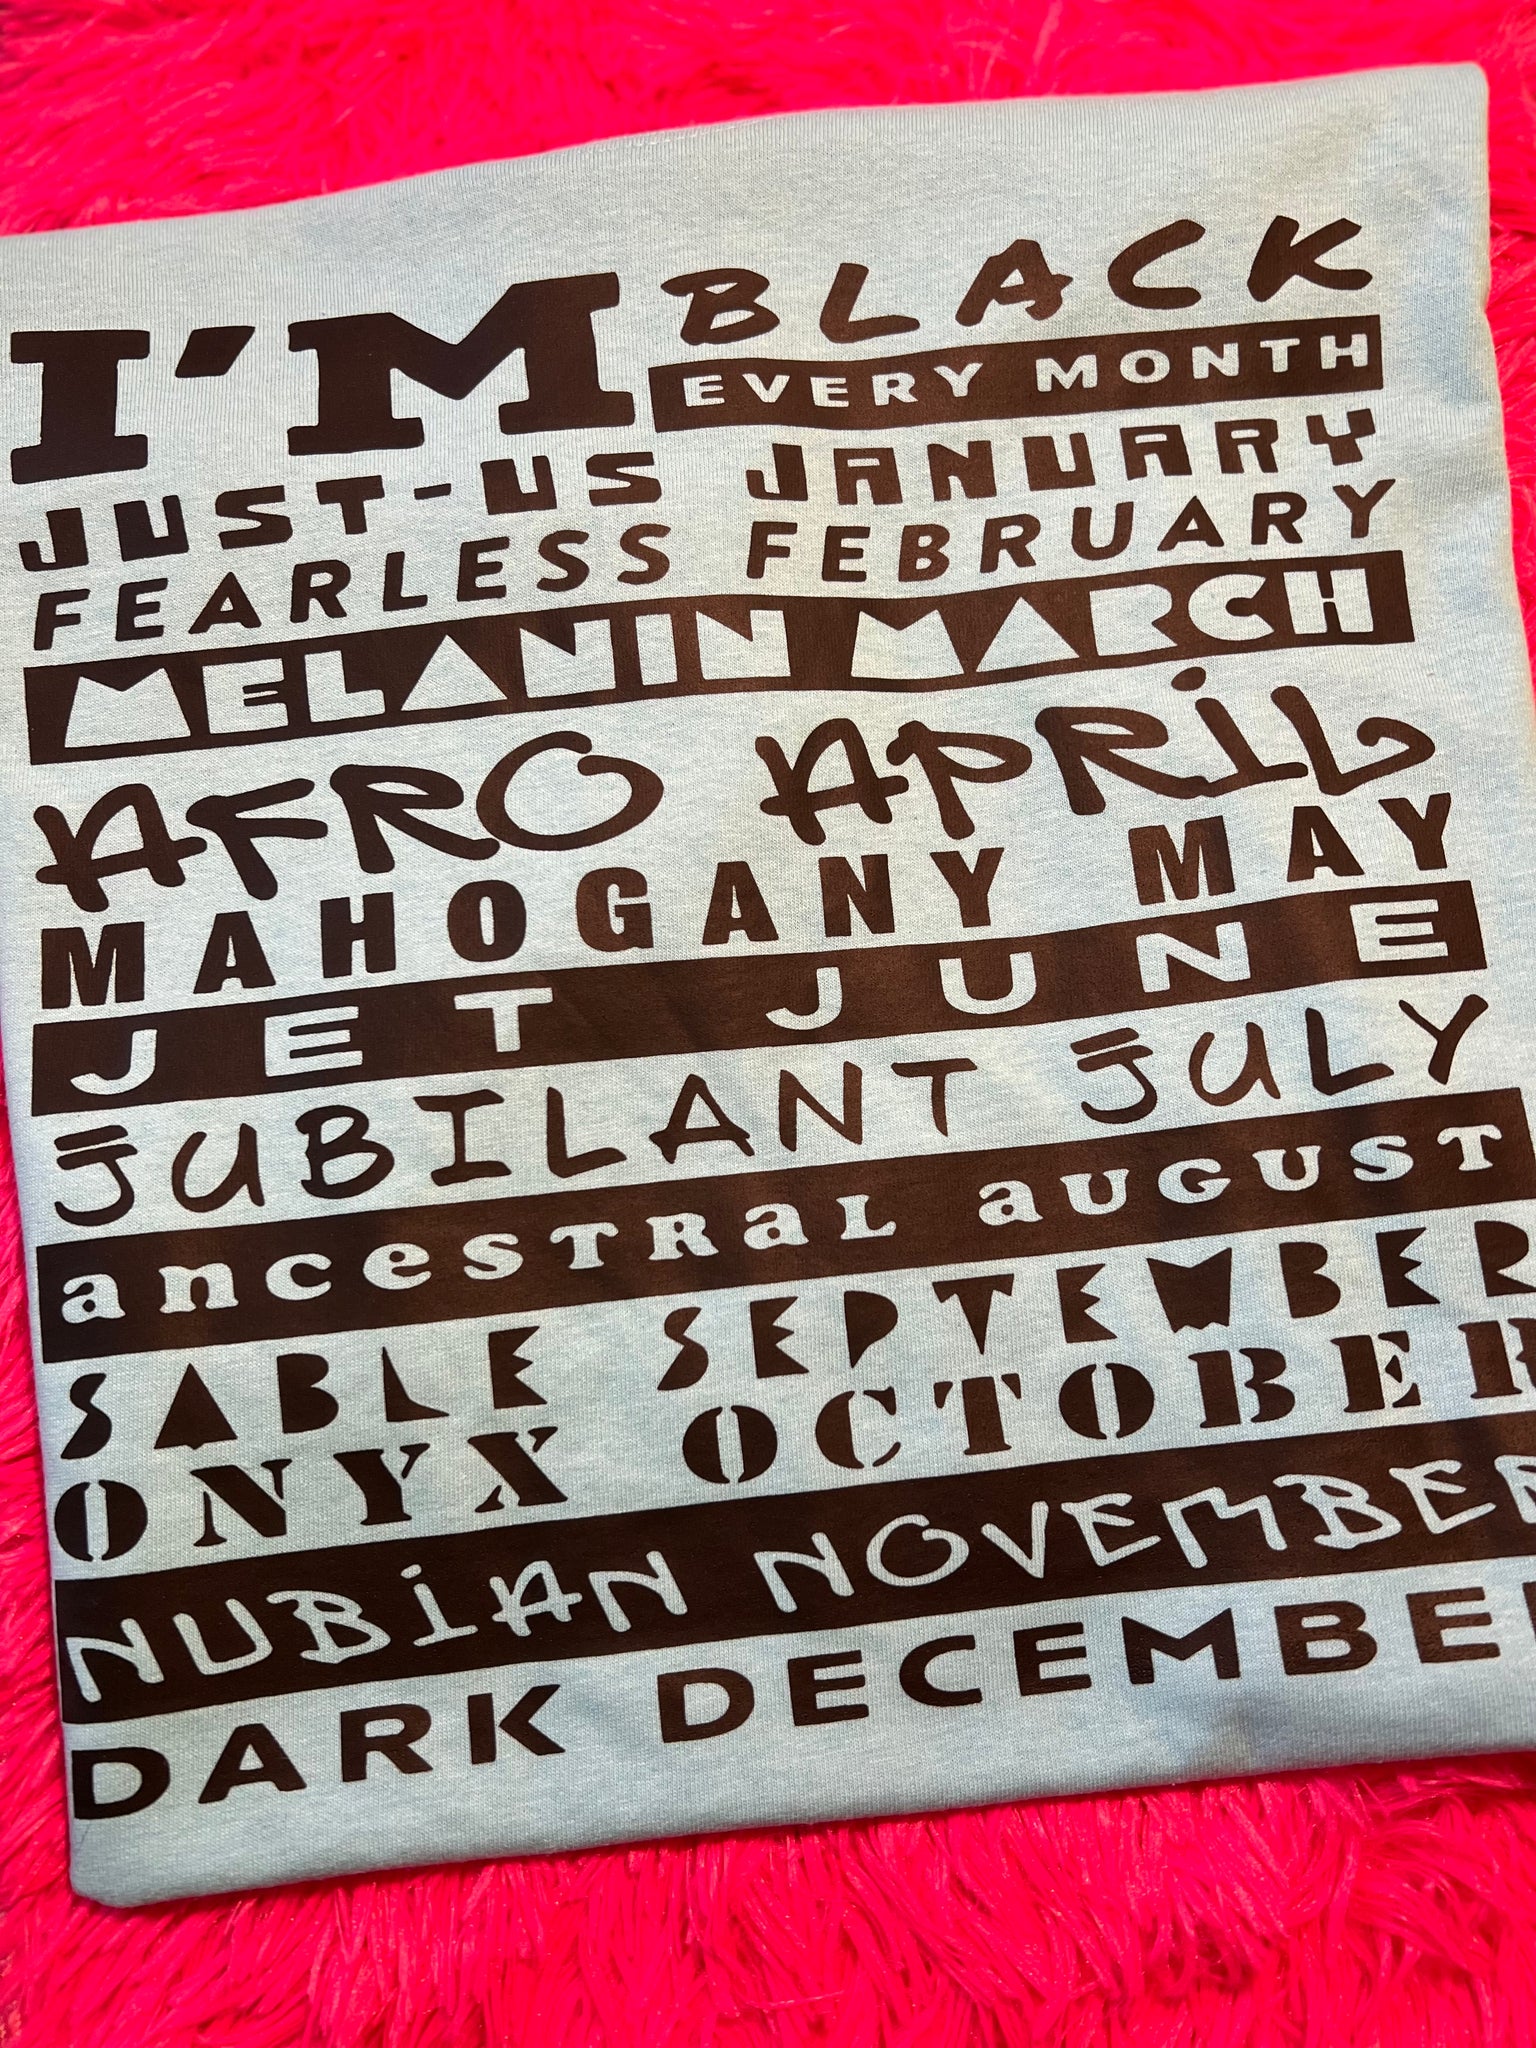 I'M BLACK
EVERY MONTH
JUST-US JANUARY
FEARLESS FEBRUARY
MELANIN MARCH
AFRO APRIL
MAHOGANY MAY
JET JUNE
JUBILANT JULY
ancestral august
SABLE SEPTEMBER
ONYX OCTOBER
NUBIAN NOVEMBER
DARK DECEMBE